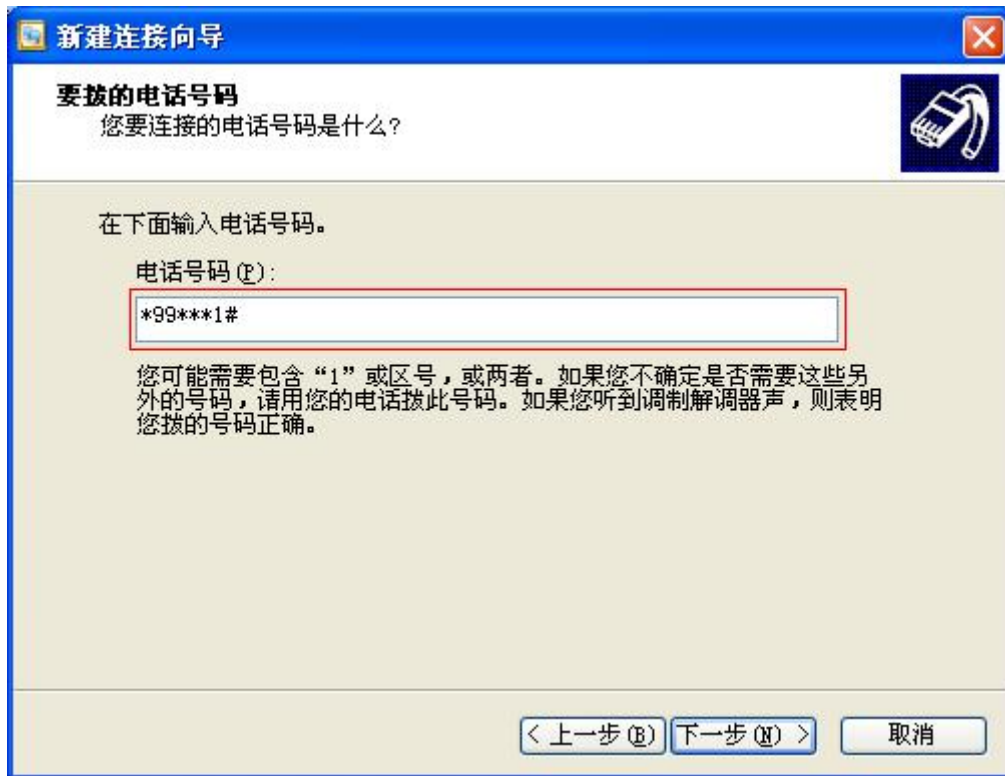 新建连接向导
要拨的电话号码
您要连接的电话号码是什么?
在下面输入电话号码。
电话号码(P):
*99***1#
您可能需要包含“1”或区号,或两者。如果您不确定是否需要这些另
外的号码,请用您的电话拨此号码。如果您听到调制解调器声,则表明
您拨的号码正确。
< 上一步(B) 下一步(N) > 取消